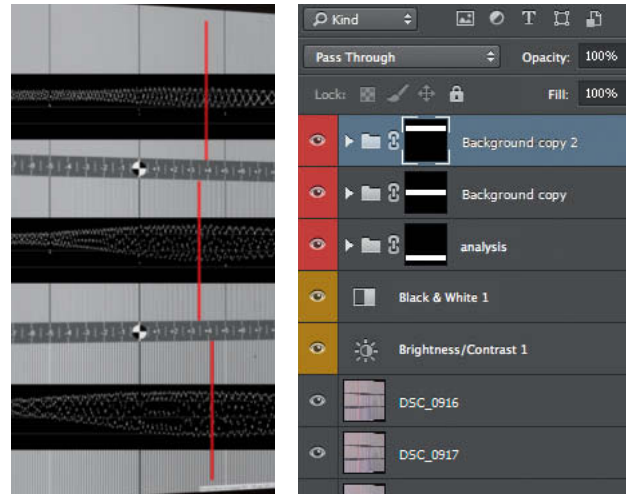 Kind
Pass Through
Opacity: 100%
Lock:
Fill: 100%
Background copy 2
Background copy
analysis
Black & White 1
Brightness/Contrast 1
DSC_0916
DSC_0917